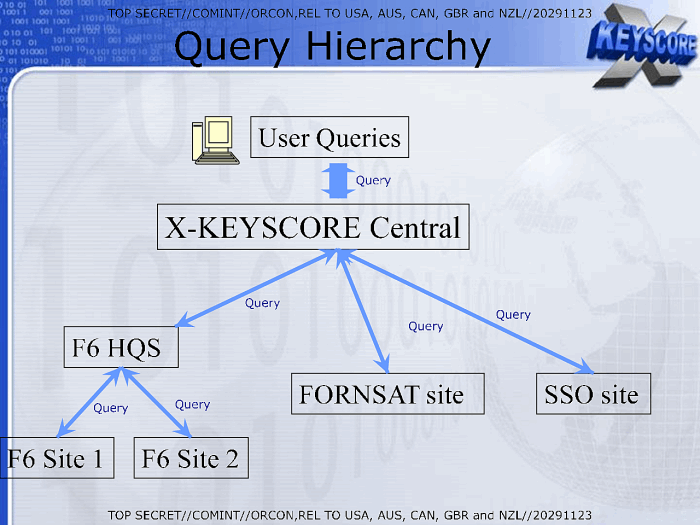 TOP SECRET//COMINT//ORCON,REL TO USA, AUS, CAN, GBR and NZL//20291123
Query Hierarchy
X
KEYSCORE
User Queries
Query
X-KEYSCORE Central
Query
Query
Query
F6 HQS
FORNSAT site
SSO site
Query
Query
F6 Site 1
F6 Site 2
TOP SECRET//COMINT//ORCON,REL TO USA, AUS, CAN, GBR and NZL//20291123